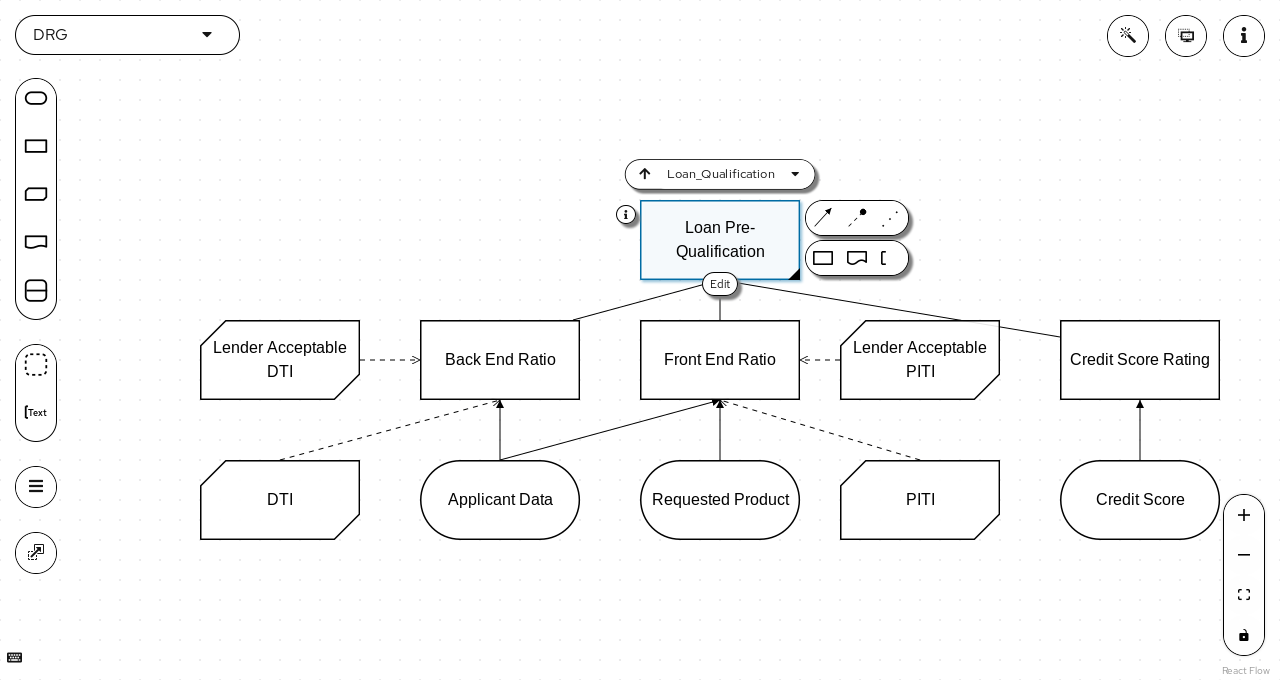 DRG
Loan_Qualification
Loan Pre-
Qualification
Edit
Lender Acceptable
DTI
Back End Ratio
Front End Ratio
Lender Acceptable
PITI
Credit Score Rating
Text
DTI
Applicant Data
Requested Product
PITI
Credit Score
React Flow